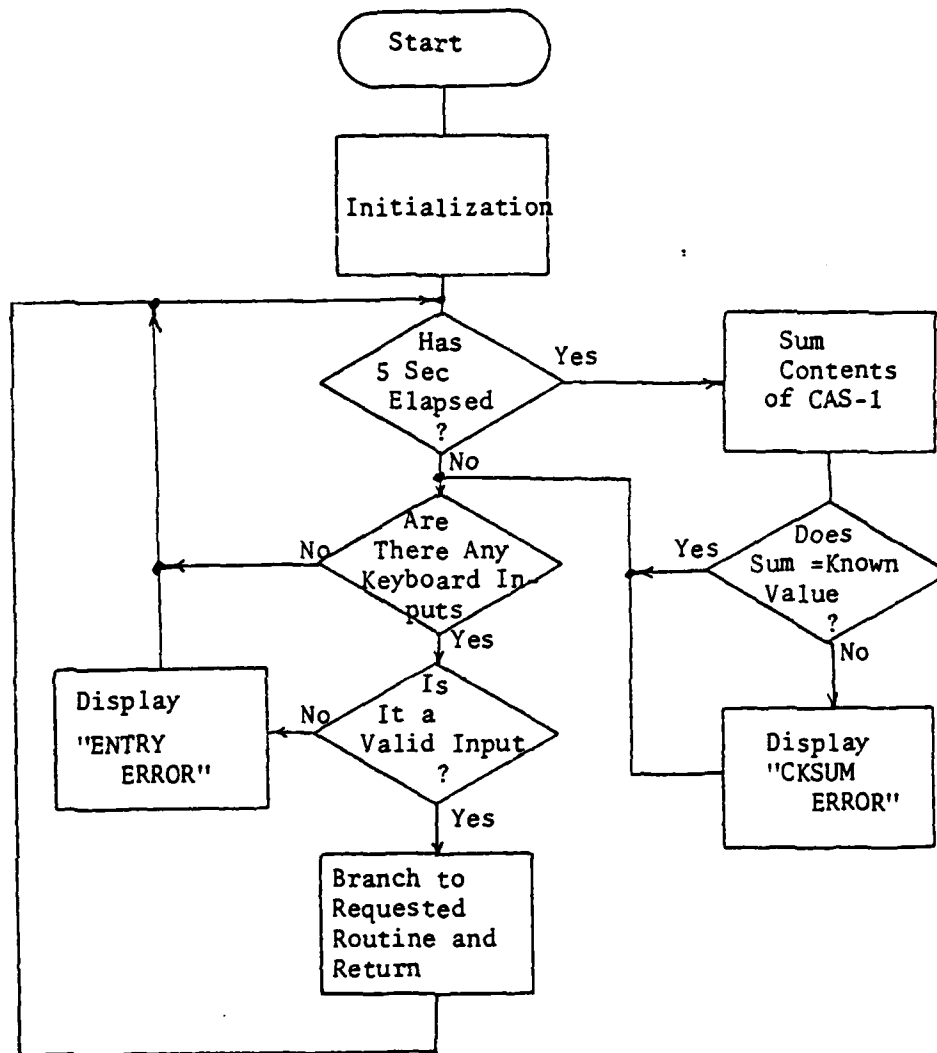 Start
Initialization
Has
5 Sec
Elapsed
?
Yes
No
Sum
Contents
of CAS-1
Does
Sum =Known
Value
?
Yes
No
Display
"CKSUM
ERROR"
Are
There Any
Keyboard In-
puts
No
Yes
Is
It a
Valid Input
?
No
Yes
Display
"ENTRY
ERROR"
Branch to
Requested
Routine and
Return